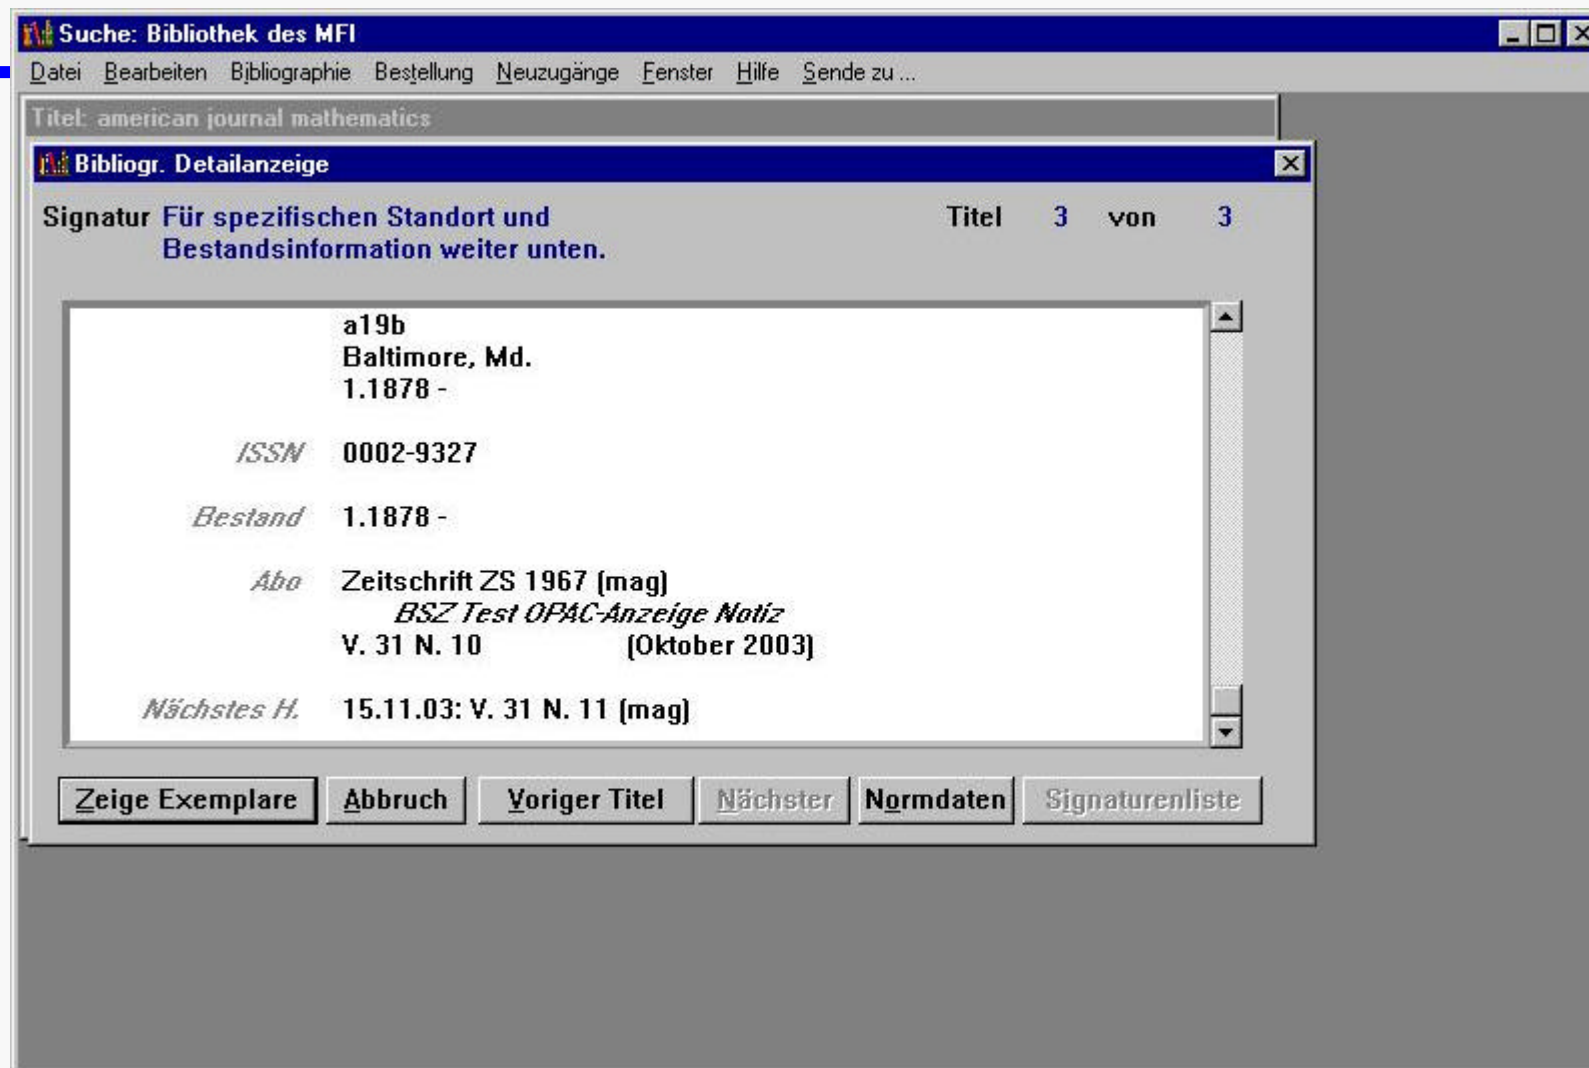 Suche: Bibliothek des MFI
Datei Bearbeiten Bibliographie Bestellung Neuzugänge Fenster Hilfe Sende zu ...
Titel: american journal mathematics
Bibliogr. Detailanzeige
Signatur Für spezifischen Standort und Titel 3 von 3
Bestandsinformation weiter unten.
a19b
Baltimore, Md.
1.1878 -
ISSN 0002-9327
Bestand 1.1878 -
Abo Zeitschrift ZS 1967 (mag)
BSZ Test OPAC-Anzeige Notiz
V. 31 N. 10 (Oktober 2003)
Nächstes H. 15.11.03: V. 31 N. 11 (mag)
Zeige Exemplare Abbruch Voriger Titel Nächster Normdaten Signaturenliste